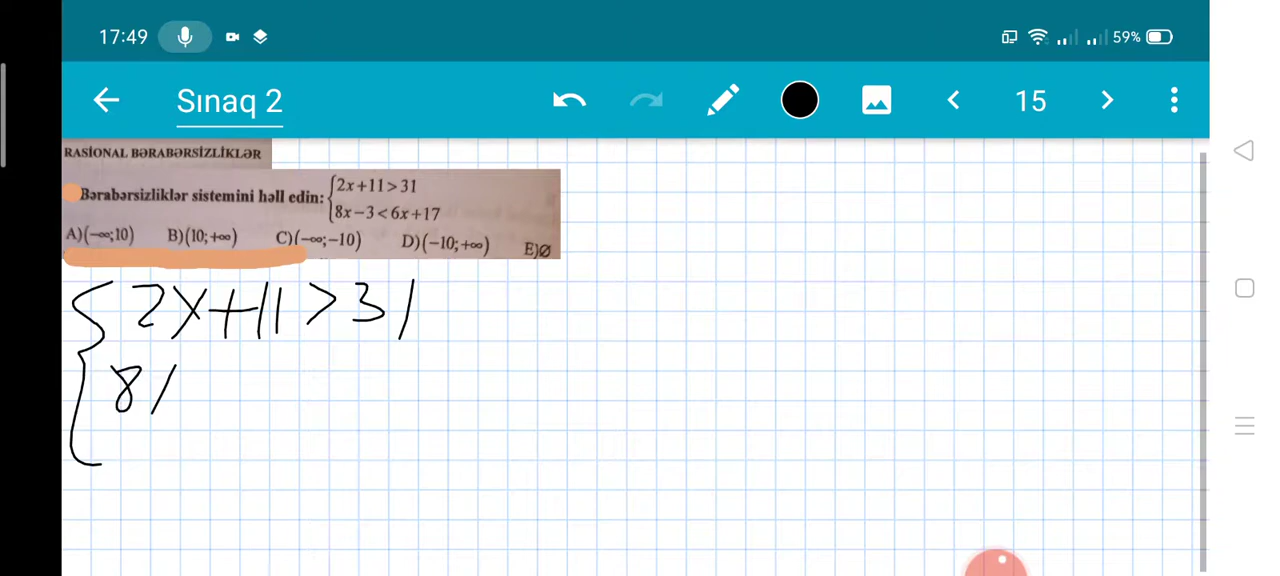 17:49 59%
Sınaq 2 15
RASİONAL BƏRABƏRSİZLİKLƏR
Bərabərsizliklər sistemini həll edin: {2x+11>31
8x−3<6x+17
A)(−∞;10) B)(10;+∞) C)(−∞;−10) D)(−10;+∞) E)∅
{2x+11>31
8